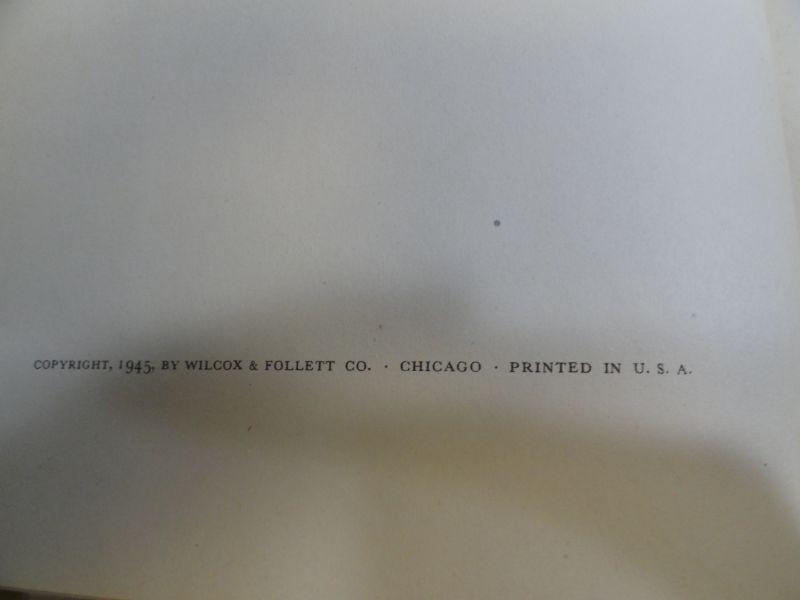 COPYRIGHT, 1945, BY WILCOX & FOLLETT CO. · CHICAGO · PRINTED IN U. S. A.